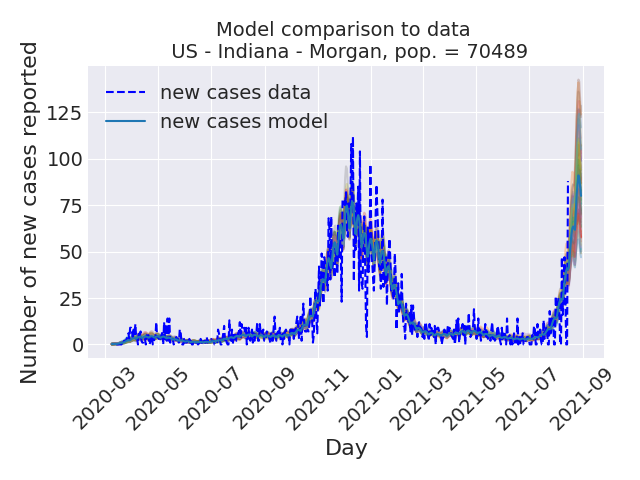 Model comparison to data
US - Indiana - Morgan, pop. = 70489
Number of new cases reported
125
100
75
50
25
0
new cases data
new cases model
2020-03
2020-05
2020-07
2020-09
2020-11
2021-01
2021-03
2021-05
2021-07
2021-09
Day